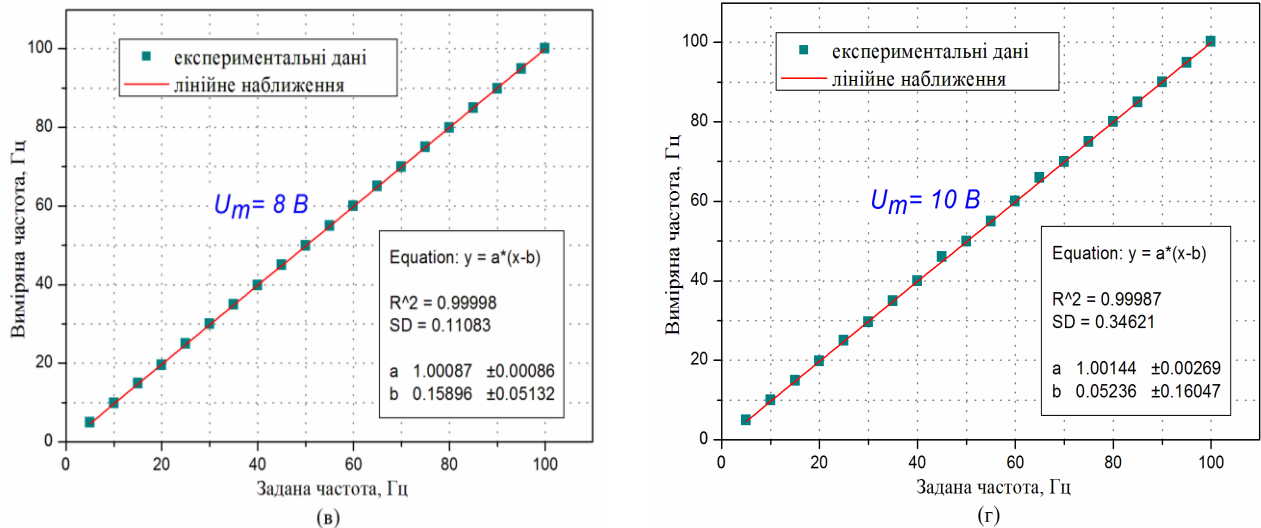 100
80
60
40
20
0
0
20
40
60
80
100
Виміряна частота, Гц
Задана частота, Гц
експериментальні дані
лінійне наближення
Um= 8 В
Equation: y = a*(x-b)
R^2 = 0.99998
SD = 0.11083
a 1.00087 ±0.00086
b 0.15896 ±0.05132
(в)
100
80
60
40
20
0
0
20
40
60
80
100
Виміряна частота, Гц
Задана частота, Гц
експериментальні дані
лінійне наближення
Um= 10 В
Equation: y = a*(x-b)
R^2 = 0.99987
SD = 0.34621
a 1.00144 ±0.00269
b 0.05236 ±0.16047
(г)